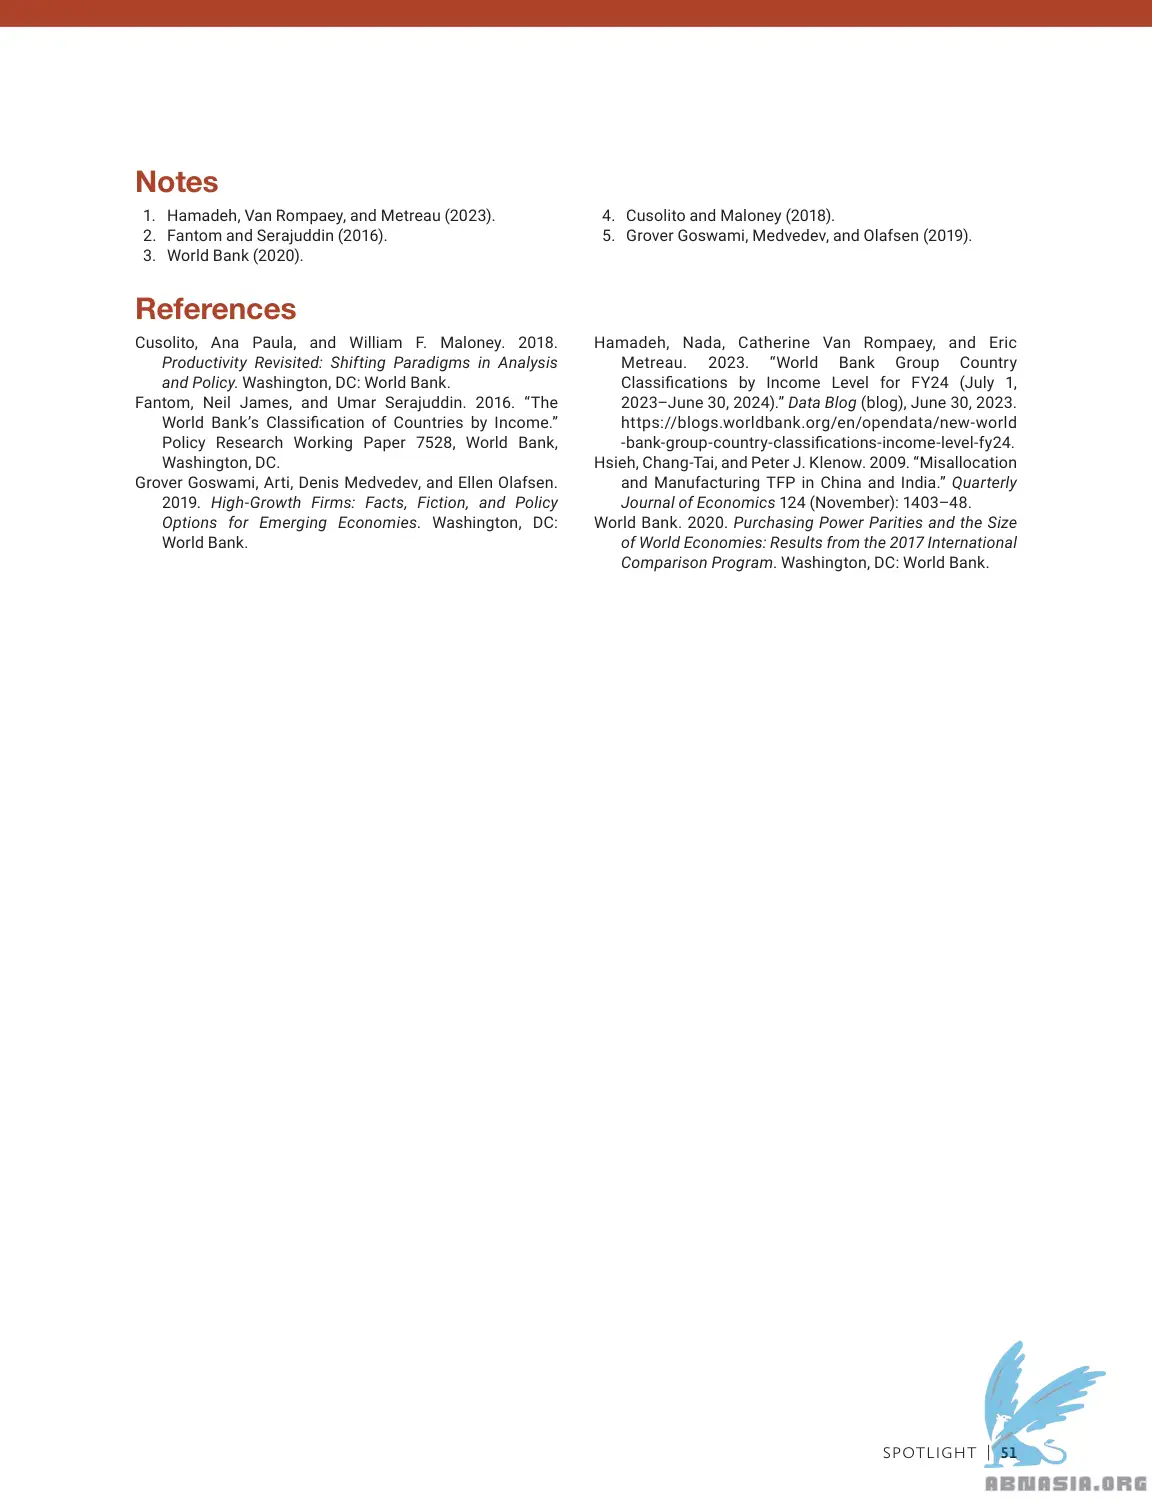 Notes
1. Hamadeh, Van Rompaey, and Metreau (2023).
2. Fantom and Serajuddin (2016).
3. World Bank (2020).
4. Cusolito and Maloney (2018).
5. Grover Goswami, Medvedev, and Olafsen (2019).
References
Cusolito, Ana Paula, and William F. Maloney. 2018.
Productivity Revisited: Shifting Paradigms in Analysis
and Policy. Washington, DC: World Bank.
Fantom, Neil James, and Umar Serajuddin. 2016. “The
World Bank’s Classification of Countries by Income.”
Policy Research Working Paper 7528, World Bank,
Washington, DC.
Grover Goswami, Arti, Denis Medvedev, and Ellen Olafsen.
2019. High-Growth Firms: Facts, Fiction, and Policy
Options for Emerging Economies. Washington, DC:
World Bank.
Hamadeh, Nada, Catherine Van Rompaey, and Eric
Metreau. 2023. “World Bank Group Country
Classifications by Income Level for FY24 (July 1,
2023–June 30, 2024).” Data Blog (blog), June 30, 2023.
https://blogs.worldbank.org/en/opendata/new-world
-bank-group-country-classifications-income-level-fy24.
Hsieh, Chang-Tai, and Peter J. Klenow. 2009. “Misallocation
and Manufacturing TFP in China and India.” Quarterly
Journal of Economics 124 (November): 1403–48.
World Bank. 2020. Purchasing Power Parities and the Size
of World Economies: Results from the 2017 International
Comparison Program. Washington, DC: World Bank.
SPOTLIGHT | 51
ABMASIA.ORG